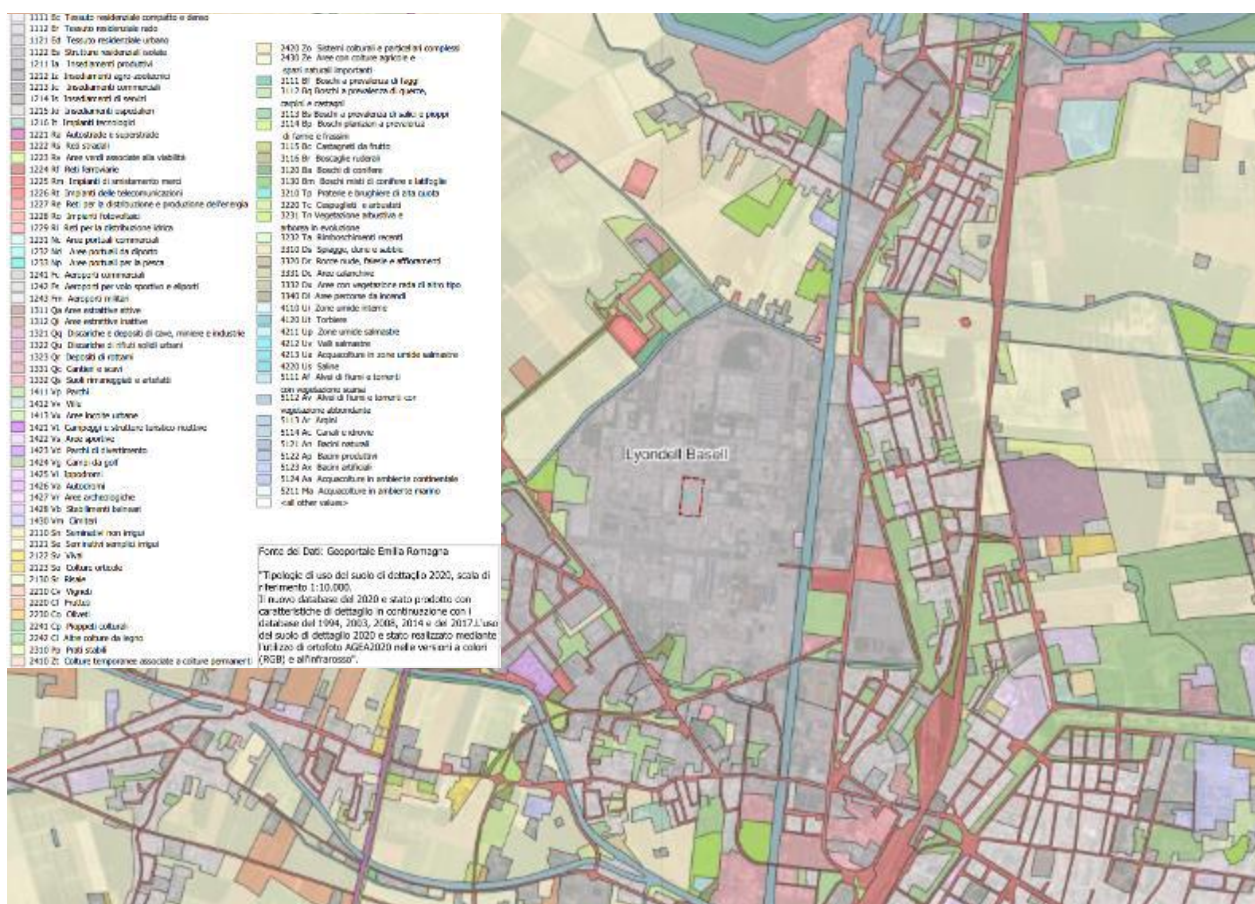 1111 Ec Tessuto residenziale compatto e denso
1112 Er Tessuto residenziale rado
1121 Ed Tessuto residenziale urbano
1122 Es Strutture residenziali isolate
1211 Ia Insediamenti produttivi
1212 Iz Insediamenti agro-zootecnici
1213 Ic Insediamenti commerciali
1214 Is Insediamenti di servizi
1215 Io Insediamenti ospedalieri
1216 It Impianti tecnologici
1221 Ra Autostrade e superstrade
1222 Rs Reti stradali
1223 Rv Aree verdi associate alla viabilità
1224 Rf Reti ferroviarie
1225 Rm Impianti di smistamento merci
1226 Rt Impianti delle telecomunicazioni
1227 Re Reti per la distribuzione e produzione dell'energia
1228 Ro Impianti fotovoltaici
1229 Ri Reti per la distribuzione idrica
1231 Nc Aree portuali commerciali
1232 Nd Aree portuali da diporto
1233 Np Aree portuali per la pesca
1241 Fc Aeroporti commerciali
1242 Fs Aeroporti per volo sportivo e eliporti
1243 Fm Aeroporti militari
1311 Qa Aree estrattive attive
1312 Qi Aree estrattive inattive
1321 Qq Discariche e depositi di cave, miniere e industrie
1322 Qu Discariche di rifiuti solidi urbani
1323 Qr Depositi di rottami
1331 Qc Cantieri e scavi
1332 Qs Suoli rimaneggiati e artefatti
1411 Vp Parchi
1412 Vv Ville
1413 Vx Aree incolte urbane
1421 Vt Campeggi e strutture turistico-ricettive
1422 Vs Aree sportive
1423 Vd Parchi di divertimento
1424 Vg Campi da golf
1425 Vi Ippodromi
1426 Va Autodromi
1427 Vr Aree archeologiche
1428 Vb Stabilimenti balneari
1430 Vm Cimiteri
2110 Sn Seminativi non irrigui
2121 Se Seminativi semplici irrigui
2122 Sv Vivai
2123 So Colture orticole
2130 Sr Risaie
2210 Cv Vigneti
2220 Cf Frutteti
2230 Co Oliveti
2241 Cp Pioppeti colturali
2242 Cl Altre colture da legno
2310 Pp Prati stabili
2410 Zt Colture temporanee associate a colture permanenti
2420 Zo Sistemi colturali e particellari complessi
2430 Ze Aree con colture agricole e
spazi naturali importanti
3111 Bf Boschi a prevalenza di faggi
3112 Bq Boschi a prevalenza di querce,
carpini e castagni
3113 Bs Boschi a prevalenza di salici e pioppi
3114 Bp Boschi planiziari a prevalenza
di farnie e frassini
3115 Bc Castagneti da frutto
3116 Br Boscaglie ruderali
3120 Ba Boschi di conifere
3130 Bm Boschi misti di conifere e latifoglie
3210 Tp Praterie e brughiere di alta quota
3220 Tc Cespuglieti e arbusteti
3231 Tn Vegetazione arbustiva e
arborea in evoluzione
3232 Ta Rimboschimenti recenti
3310 Ds Spiagge, dune e sabbie
3320 Dr Rocce nude, falesie e affioramenti
3331 Dc Aree calanchive
3332 Dx Aree con vegetazione rada di altro tipo
3340 Di Aree percorse da incendi
4110 Ui Zone umide interne
4120 Ut Torbiere
4211 Up Zone umide salmastre
4212 Uv Valli salmastre
4213 Ua Acquacolture in zone umide salmastre
4220 Us Saline
5111 Af Alvei di fiumi e torrenti
con vegetazione scarsa
5112 Av Alvei di fiumi e torrenti con
vegetazione abbondante
5113 Ar Argini
5114 Ac Canali e idrovie
5121 An Bacini naturali
5122 Ap Bacini produttivi
5123 Ax Bacini artificiali
5124 Aa Acquacolture in ambiente continentale
5211 Ma Acquacolture in ambiente marino
<all other values>
Fonte dei Dati: Geoportale Emilia Romagna
"Tipologie di uso del suolo di dettaglio 2020, scala di
riferimento 1:10.000.
Il nuovo database del 2020 e stato prodotto con
caratteristiche di dettaglio in continuazione con i
database del 1994, 2003, 2008, 2014 e del 2017.L'uso
del suolo di dettaglio 2020 e stato realizzato mediante
l'utilizzo di ortofoto AGEA2020 nelle versioni a colori
(RGB) e all'infrarosso".
Lyondell Basell